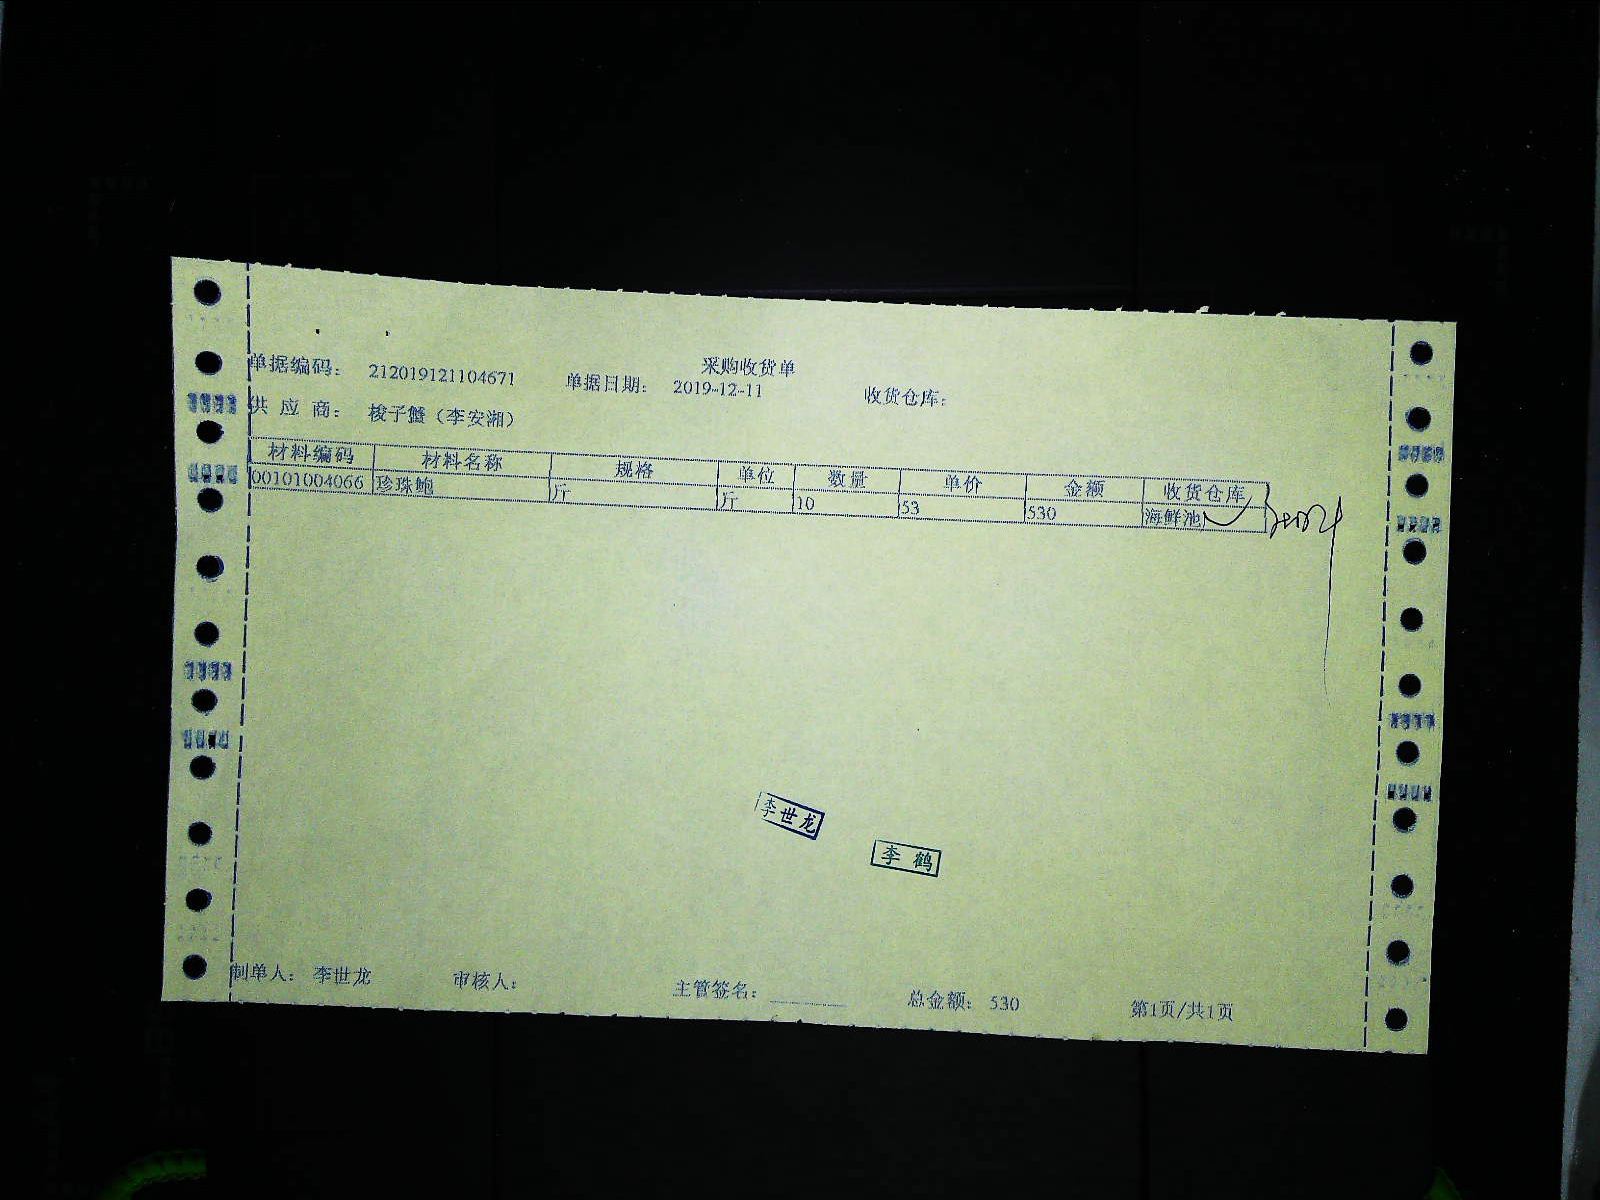 采购收货单
单据编码: 212019121104671 单据日期: 2019-12-11 收货仓库:
供 应 商: 梭子蟹(李安湘)
材料编码 材料名称 规格 单位 数量 单价 金额 收货仓库
00101004066 珍珠鲍 斤 斤 10 53 530 海鲜池
李世龙
李 鹤
制单人: 李世龙 审核人: 主管签名: 总金额: 530 第1页/共1页